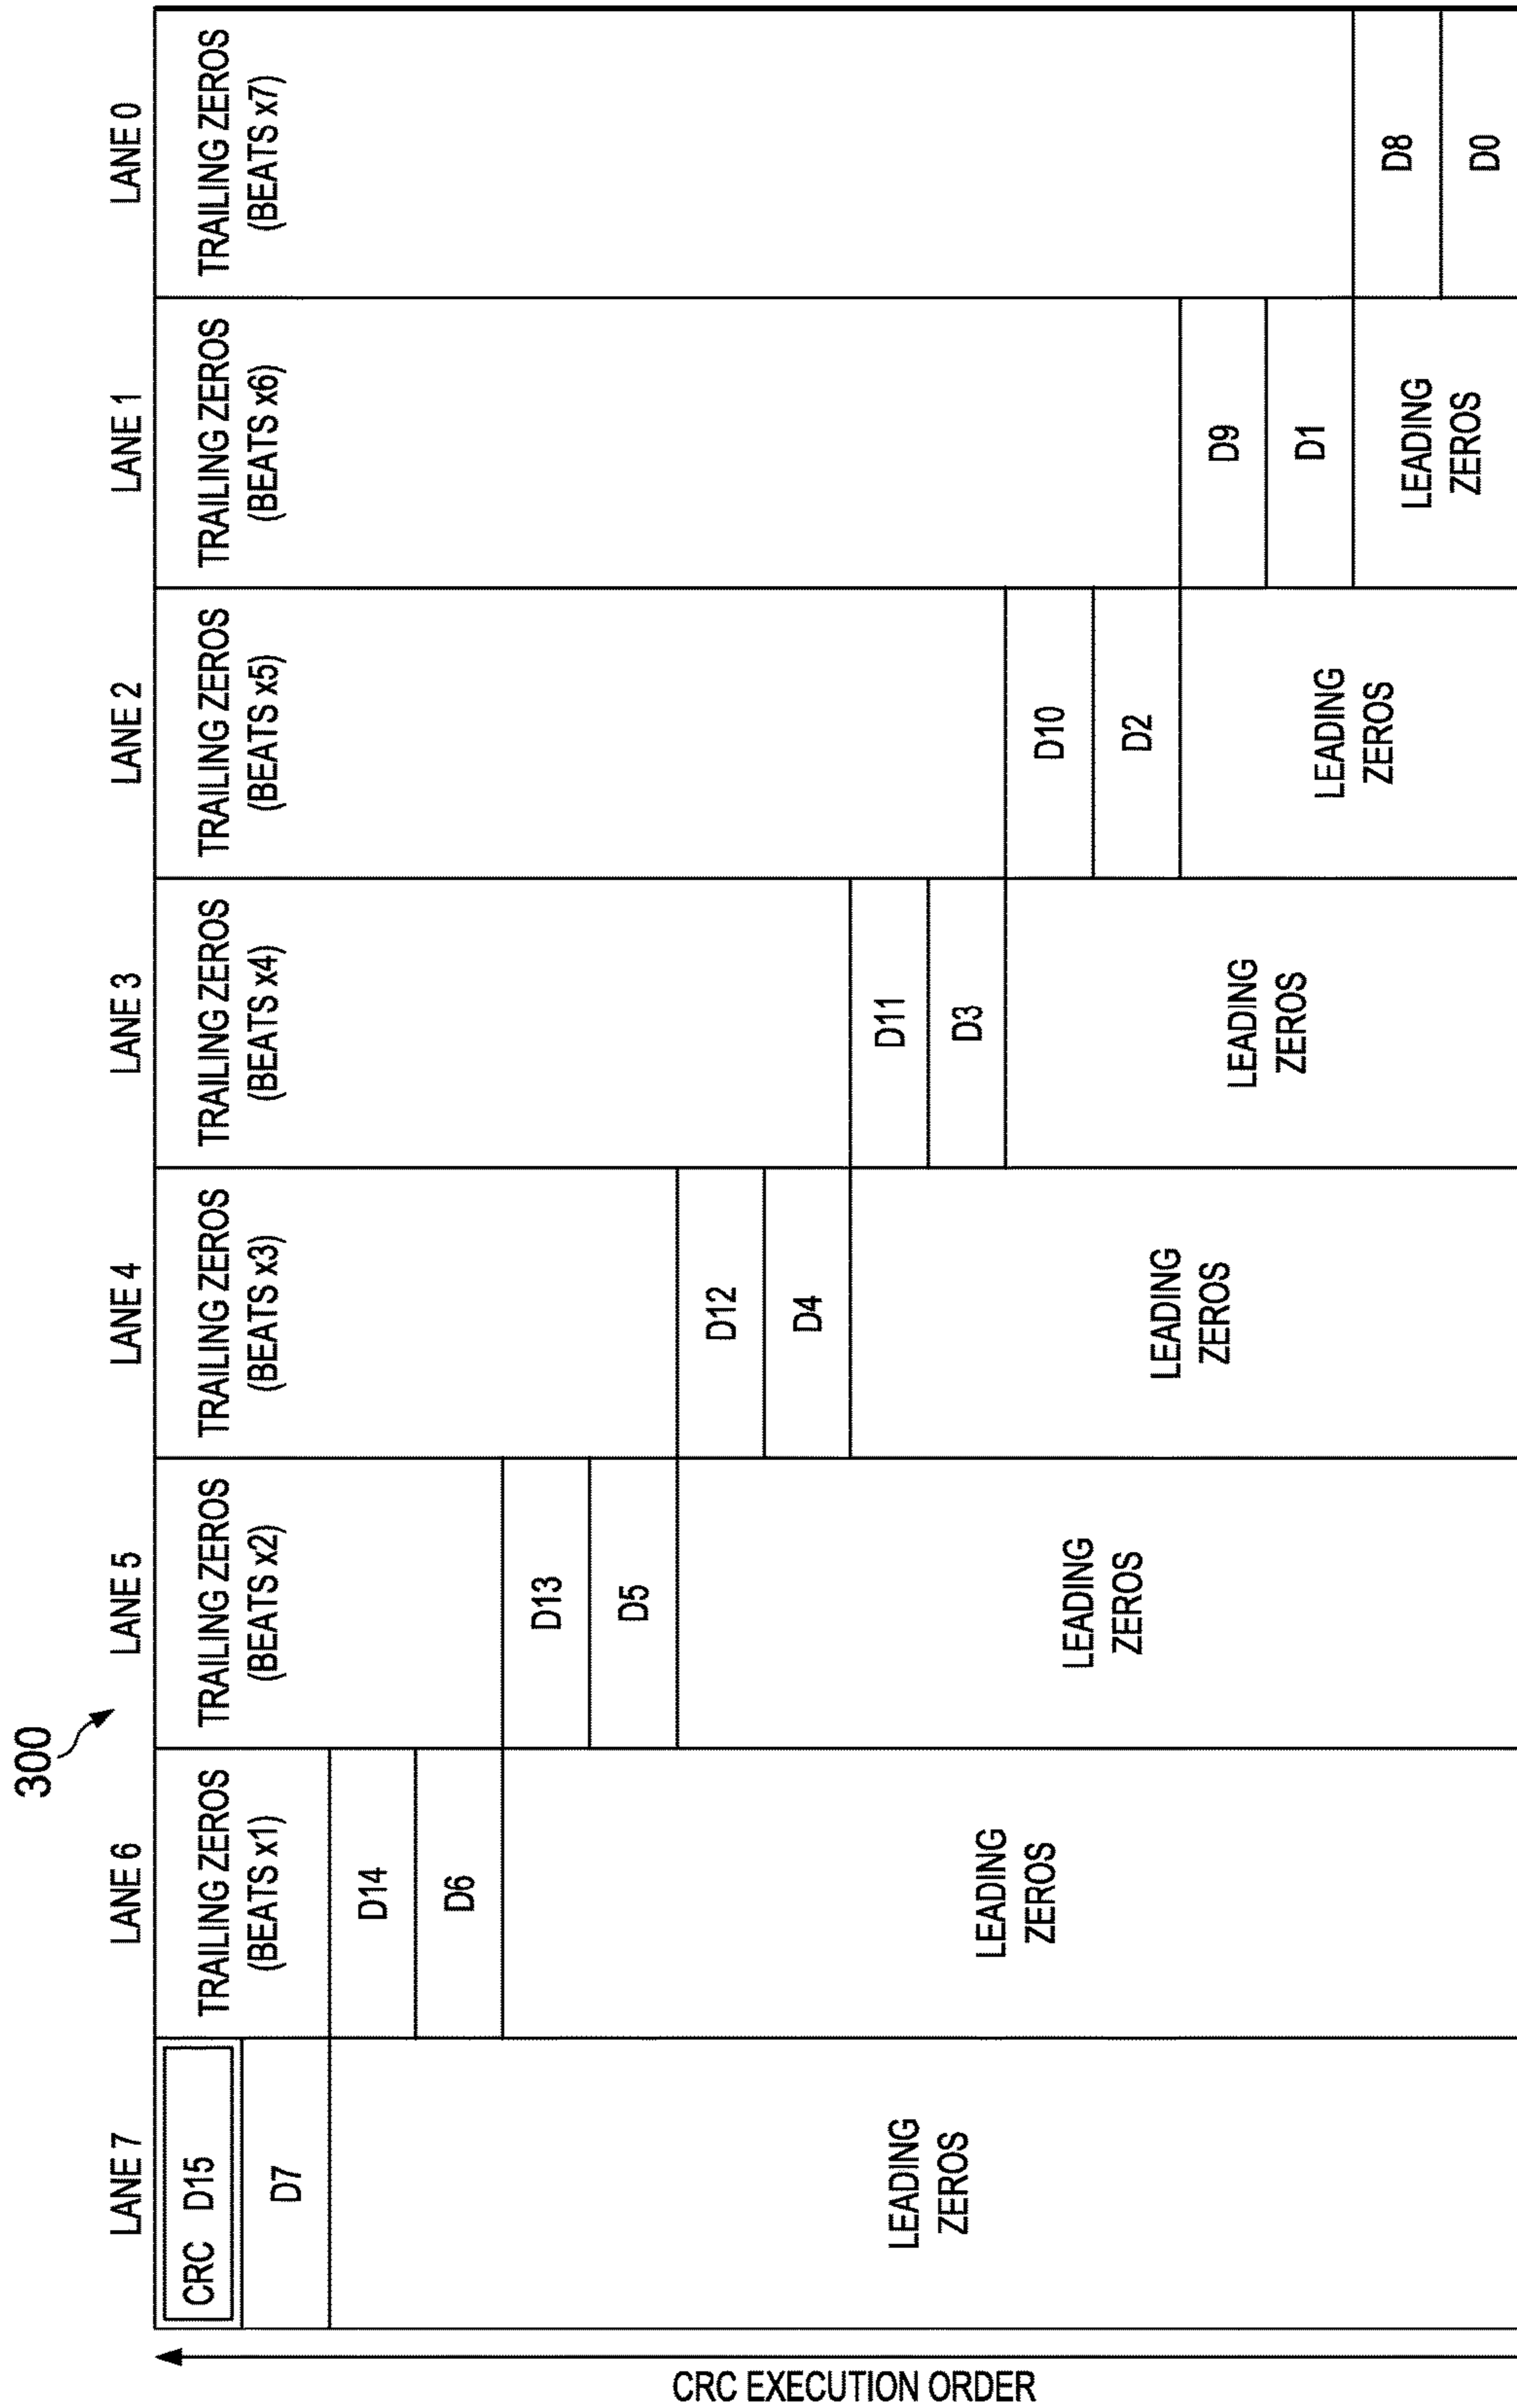 300
LANE 7
LANE 6
LANE 5
LANE 4
LANE 3
LANE 2
LANE 1
LANE 0
CRC D15
D7
LEADING
ZEROS
TRAILING ZEROS
(BEATS x1)
D14
D6
LEADING
ZEROS
TRAILING ZEROS
(BEATS x2)
D13
D5
LEADING
ZEROS
TRAILING ZEROS
(BEATS x3)
D12
D4
LEADING
ZEROS
TRAILING ZEROS
(BEATS x4)
D11
D3
LEADING
ZEROS
TRAILING ZEROS
(BEATS x5)
D10
D2
LEADING
ZEROS
TRAILING ZEROS
(BEATS x6)
D9
D1
LEADING
ZEROS
TRAILING ZEROS
(BEATS x7)
D8
D0
CRC EXECUTION ORDER